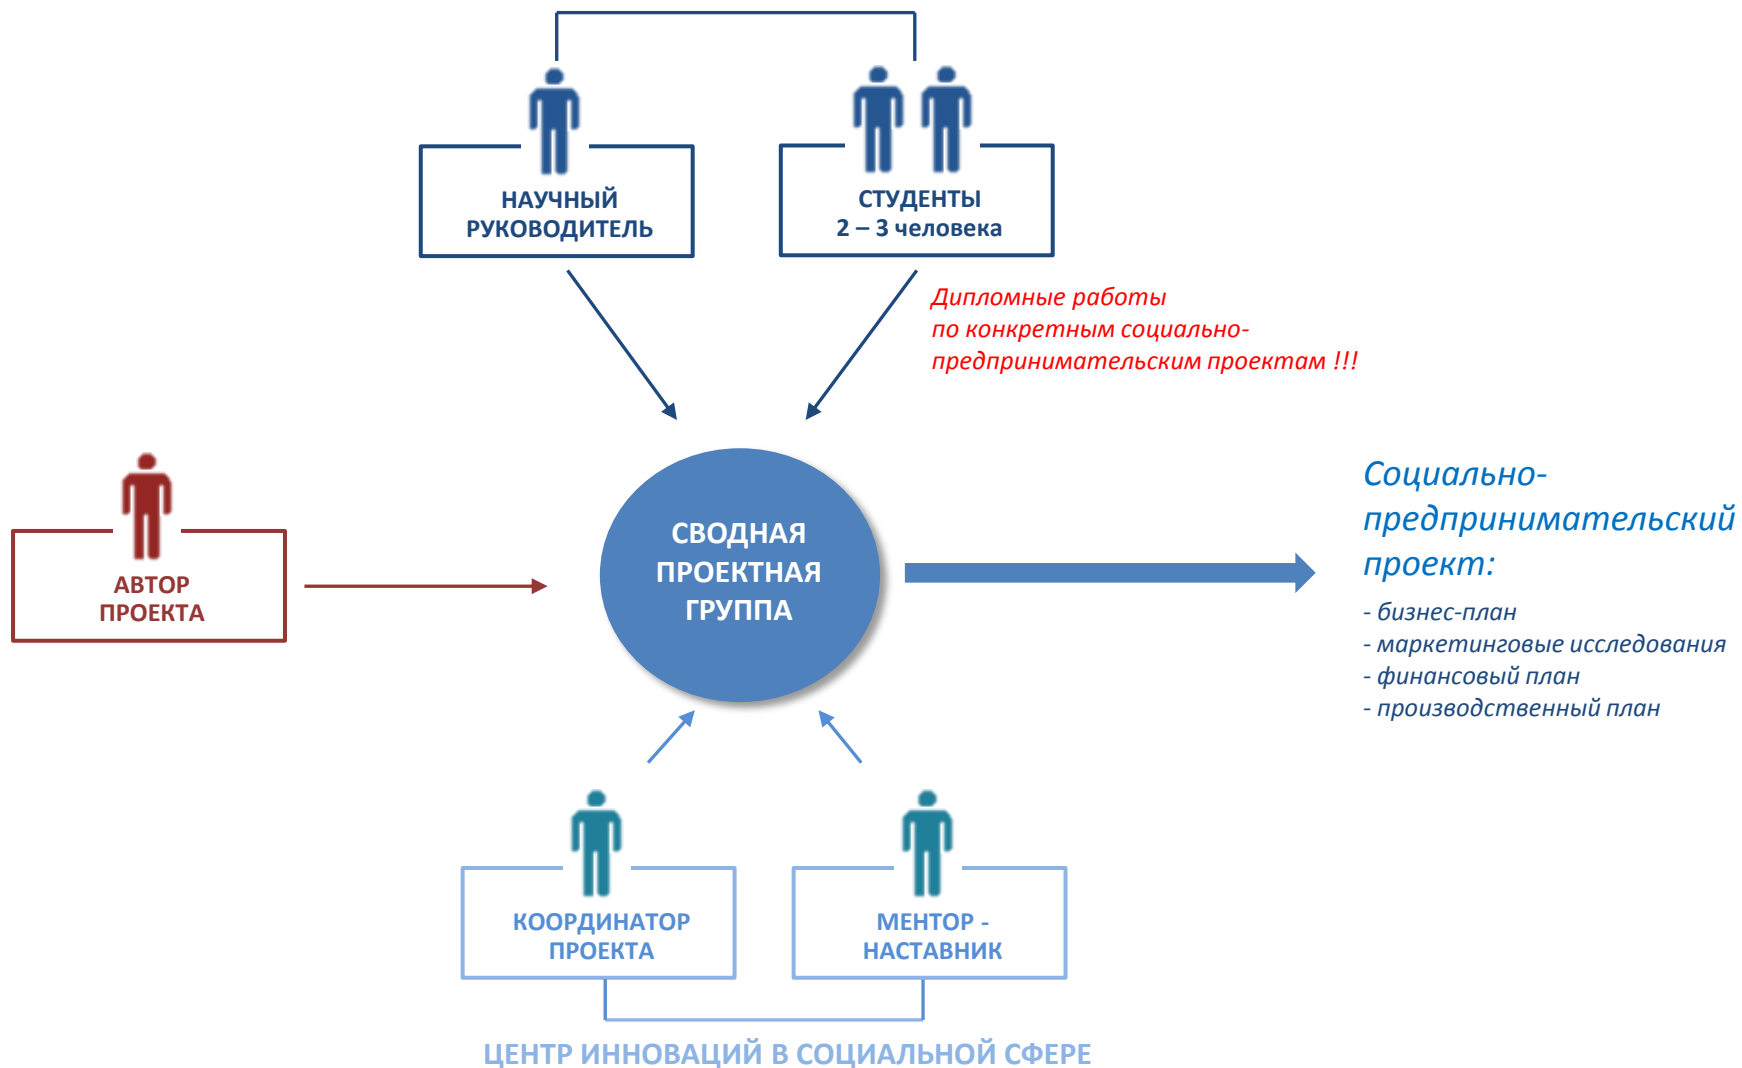 НАУЧНЫЙ
РУКОВОДИТЕЛЬ
СТУДЕНТЫ
2 – 3 человека
Дипломные работы
по конкретным социально-
предпринимательским проектам !!!
АВТОР
ПРОЕКТА
СВОДНАЯ
ПРОЕКТНАЯ
ГРУППА
Социально-
предпринимательский
проект:
- бизнес-план
- маркетинговые исследования
- финансовый план
- производственный план
КООРДИНАТОР
ПРОЕКТА
МЕНТОР -
НАСТАВНИК
ЦЕНТР ИННОВАЦИЙ В СОЦИАЛЬНОЙ СФЕРЕ